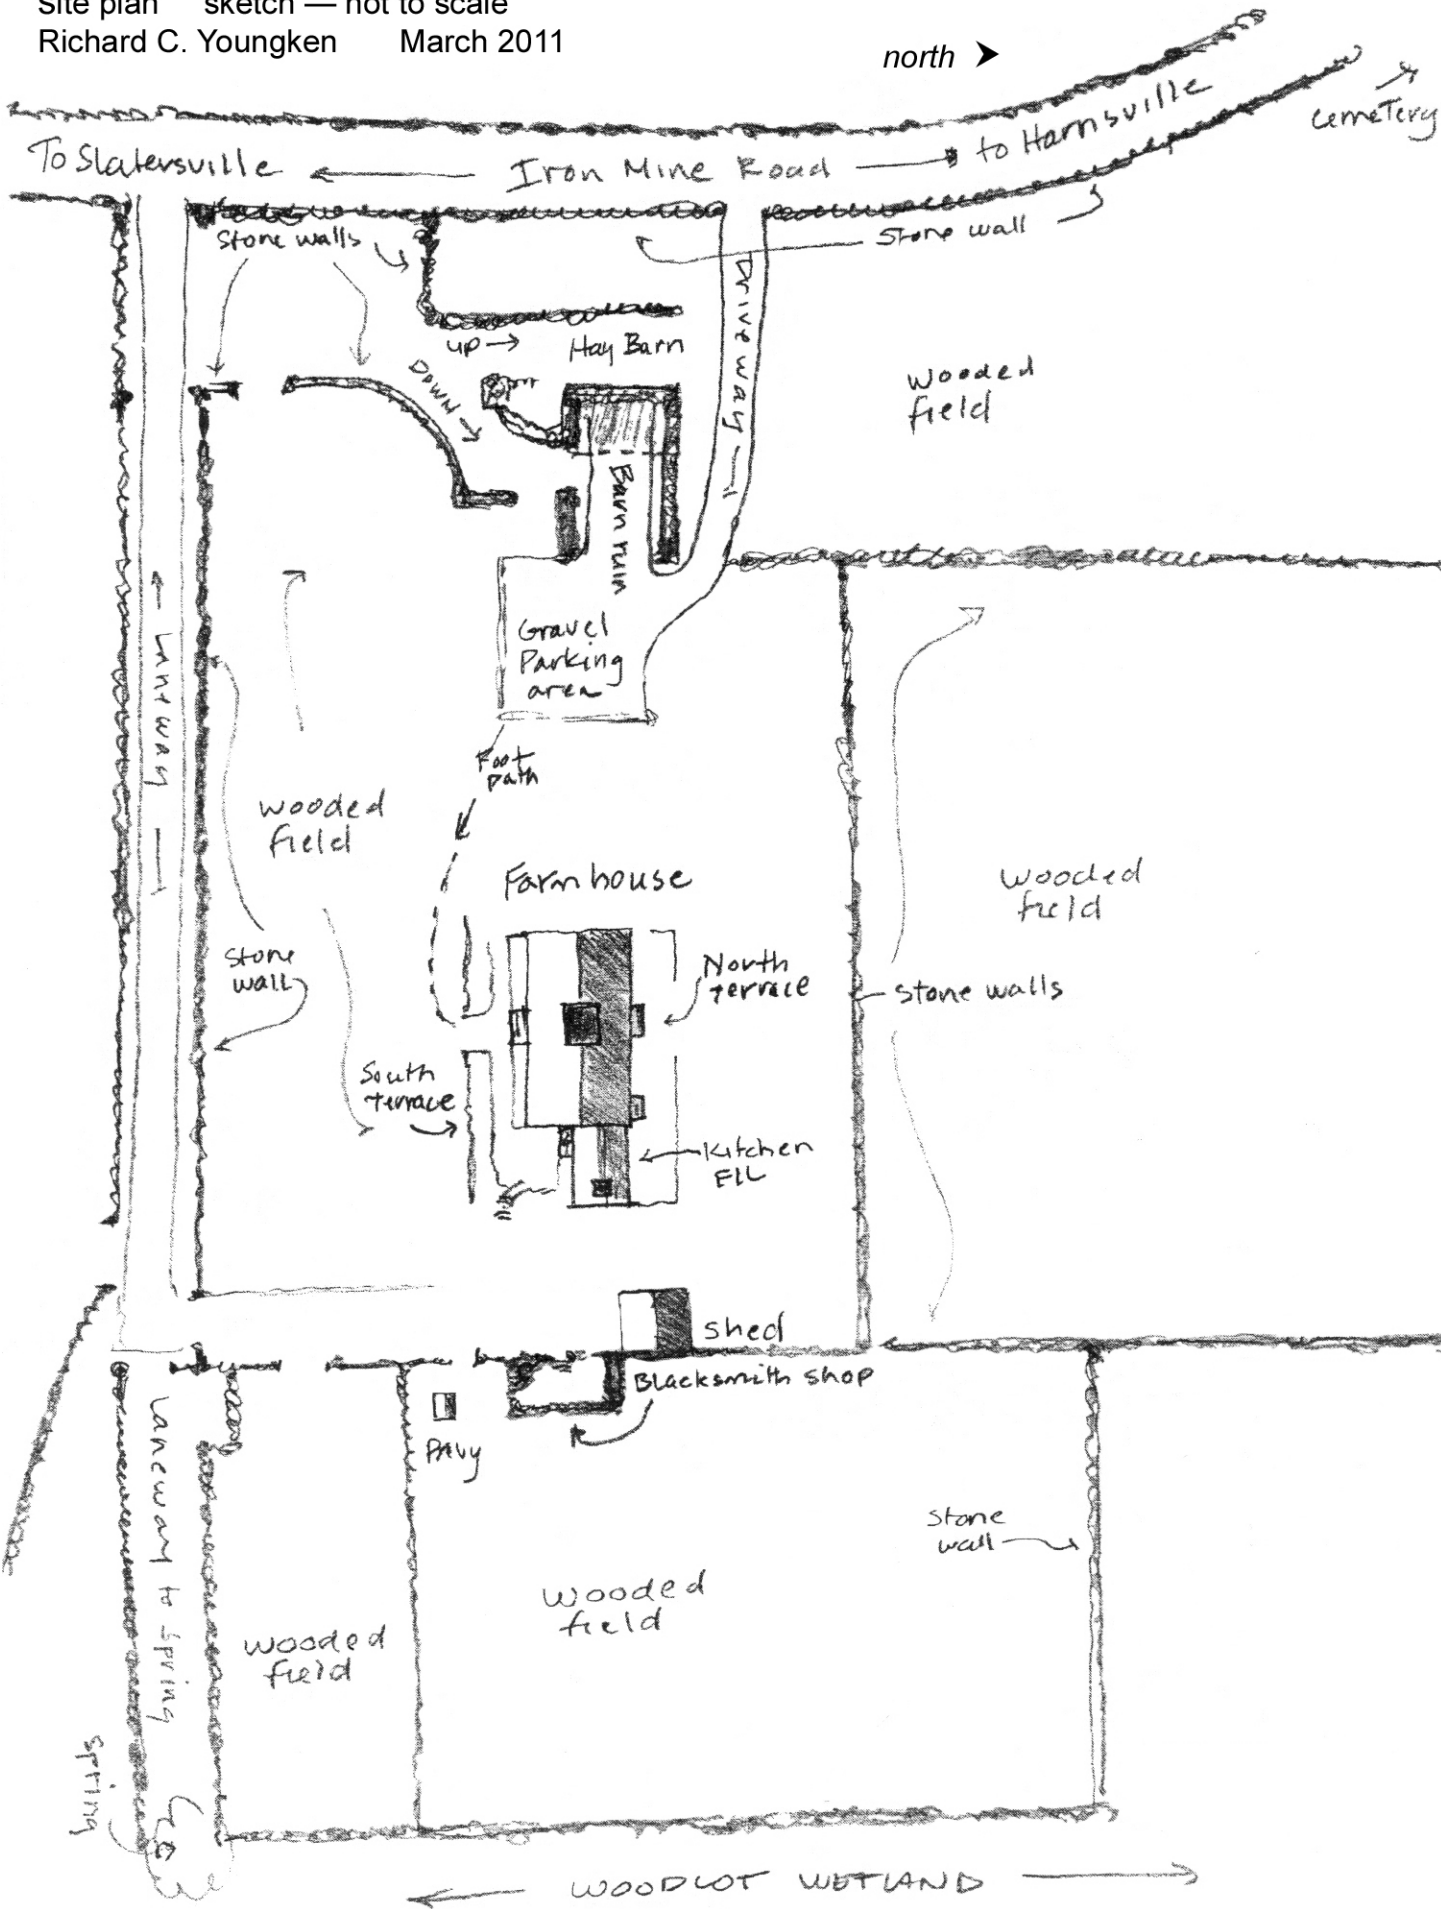 Site plan   sketch — not to scale
Richard C. Youngken   March 2011
north
cemetery
To Slatersville
Iron Mine Road
to Harrisville
Stone walls
Stone wall
Driveway
up
Hay Barn
Down
Wooded
field
Barn ruin
Gravel
Parking
area
Laneway
Foot
path
Wooded
field
Farmhouse
Wooded
field
Stone
wall
North
Terrace
Stone walls
South
Terrace
Kitchen
Ell
Shed
Blacksmith Shop
Privy
Laneway to Spring
Stone
wall
Wooded
field
Wooded
field
Spring
WOODLOT WETLAND